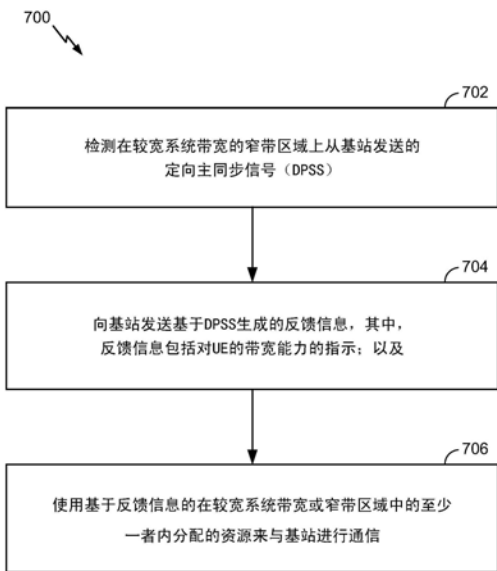 700
702
检测在较宽系统带宽的窄带区域上从基站发送的
定向主同步信号（DPSS）
704
向基站发送基于DPSS生成的反馈信息，其中，
反馈信息包括对UE的带宽能力的指示；以及
706
使用基于反馈信息的在较宽系统带宽或窄带区域中的至少
一者内分配的资源来与基站进行通信